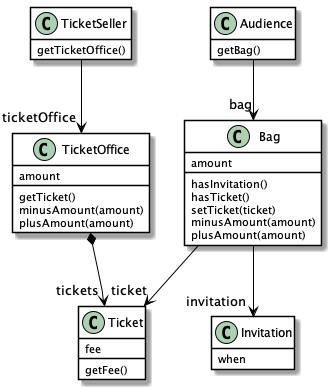 C TicketSeller
getTicketOffice()
C Audience
getBag()
ticketOffice
bag
C TicketOffice
amount
getTicket()
minusAmount(amount)
plusAmount(amount)
C Bag
amount
hasInvitation()
hasTicket()
setTicket(ticket)
minusAmount(amount)
plusAmount(amount)
tickets
ticket
invitation
C Ticket
fee
getFee()
C Invitation
when